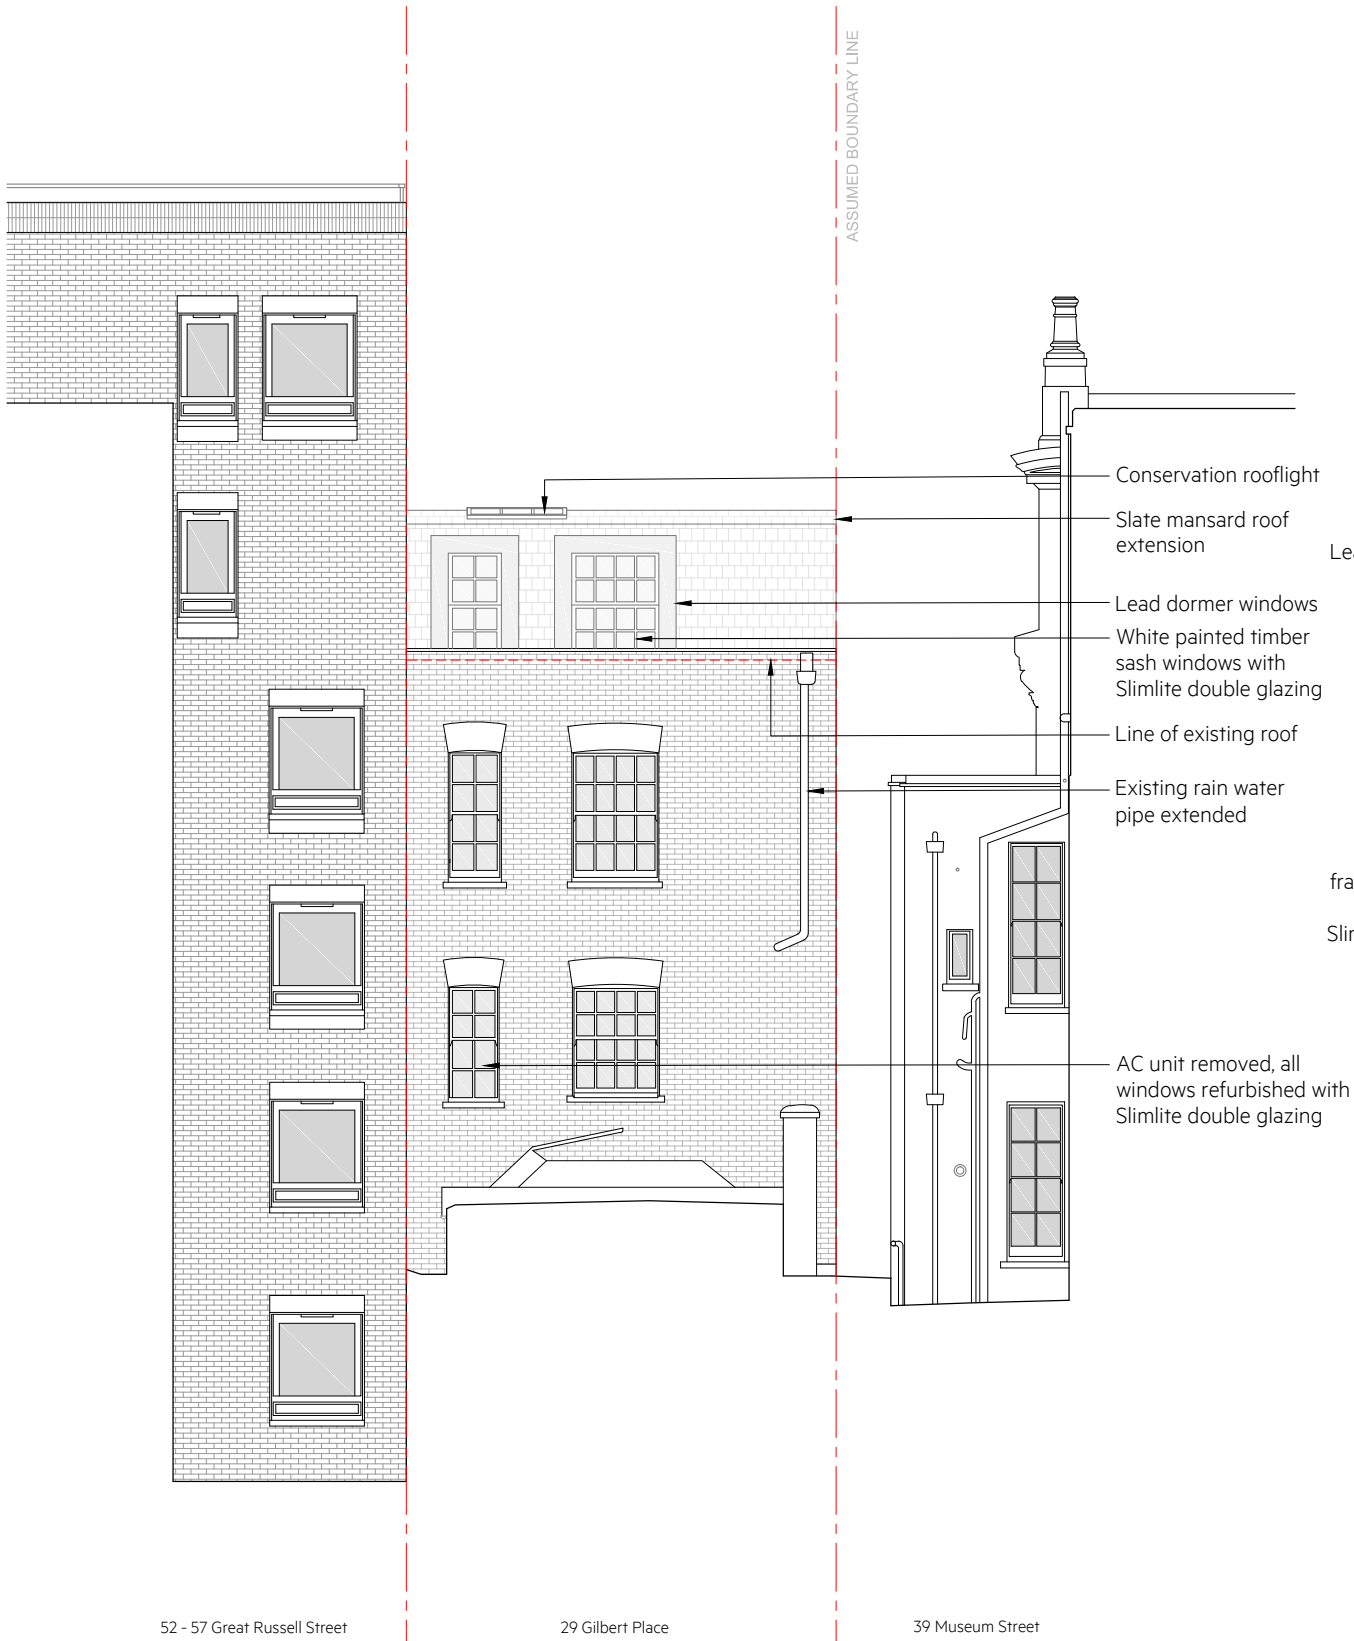 ASSUMED BOUNDARY LINE
Conservation rooflight
Slate mansard roof
extension
Lead dormer windows
White painted timber
sash windows with
Slimlite double glazing
Line of existing roof
Existing rain water
pipe extended
AC unit removed, all
windows refurbished with
Slimlite double glazing
52 - 57 Great Russell Street
29 Gilbert Place
39 Museum Street